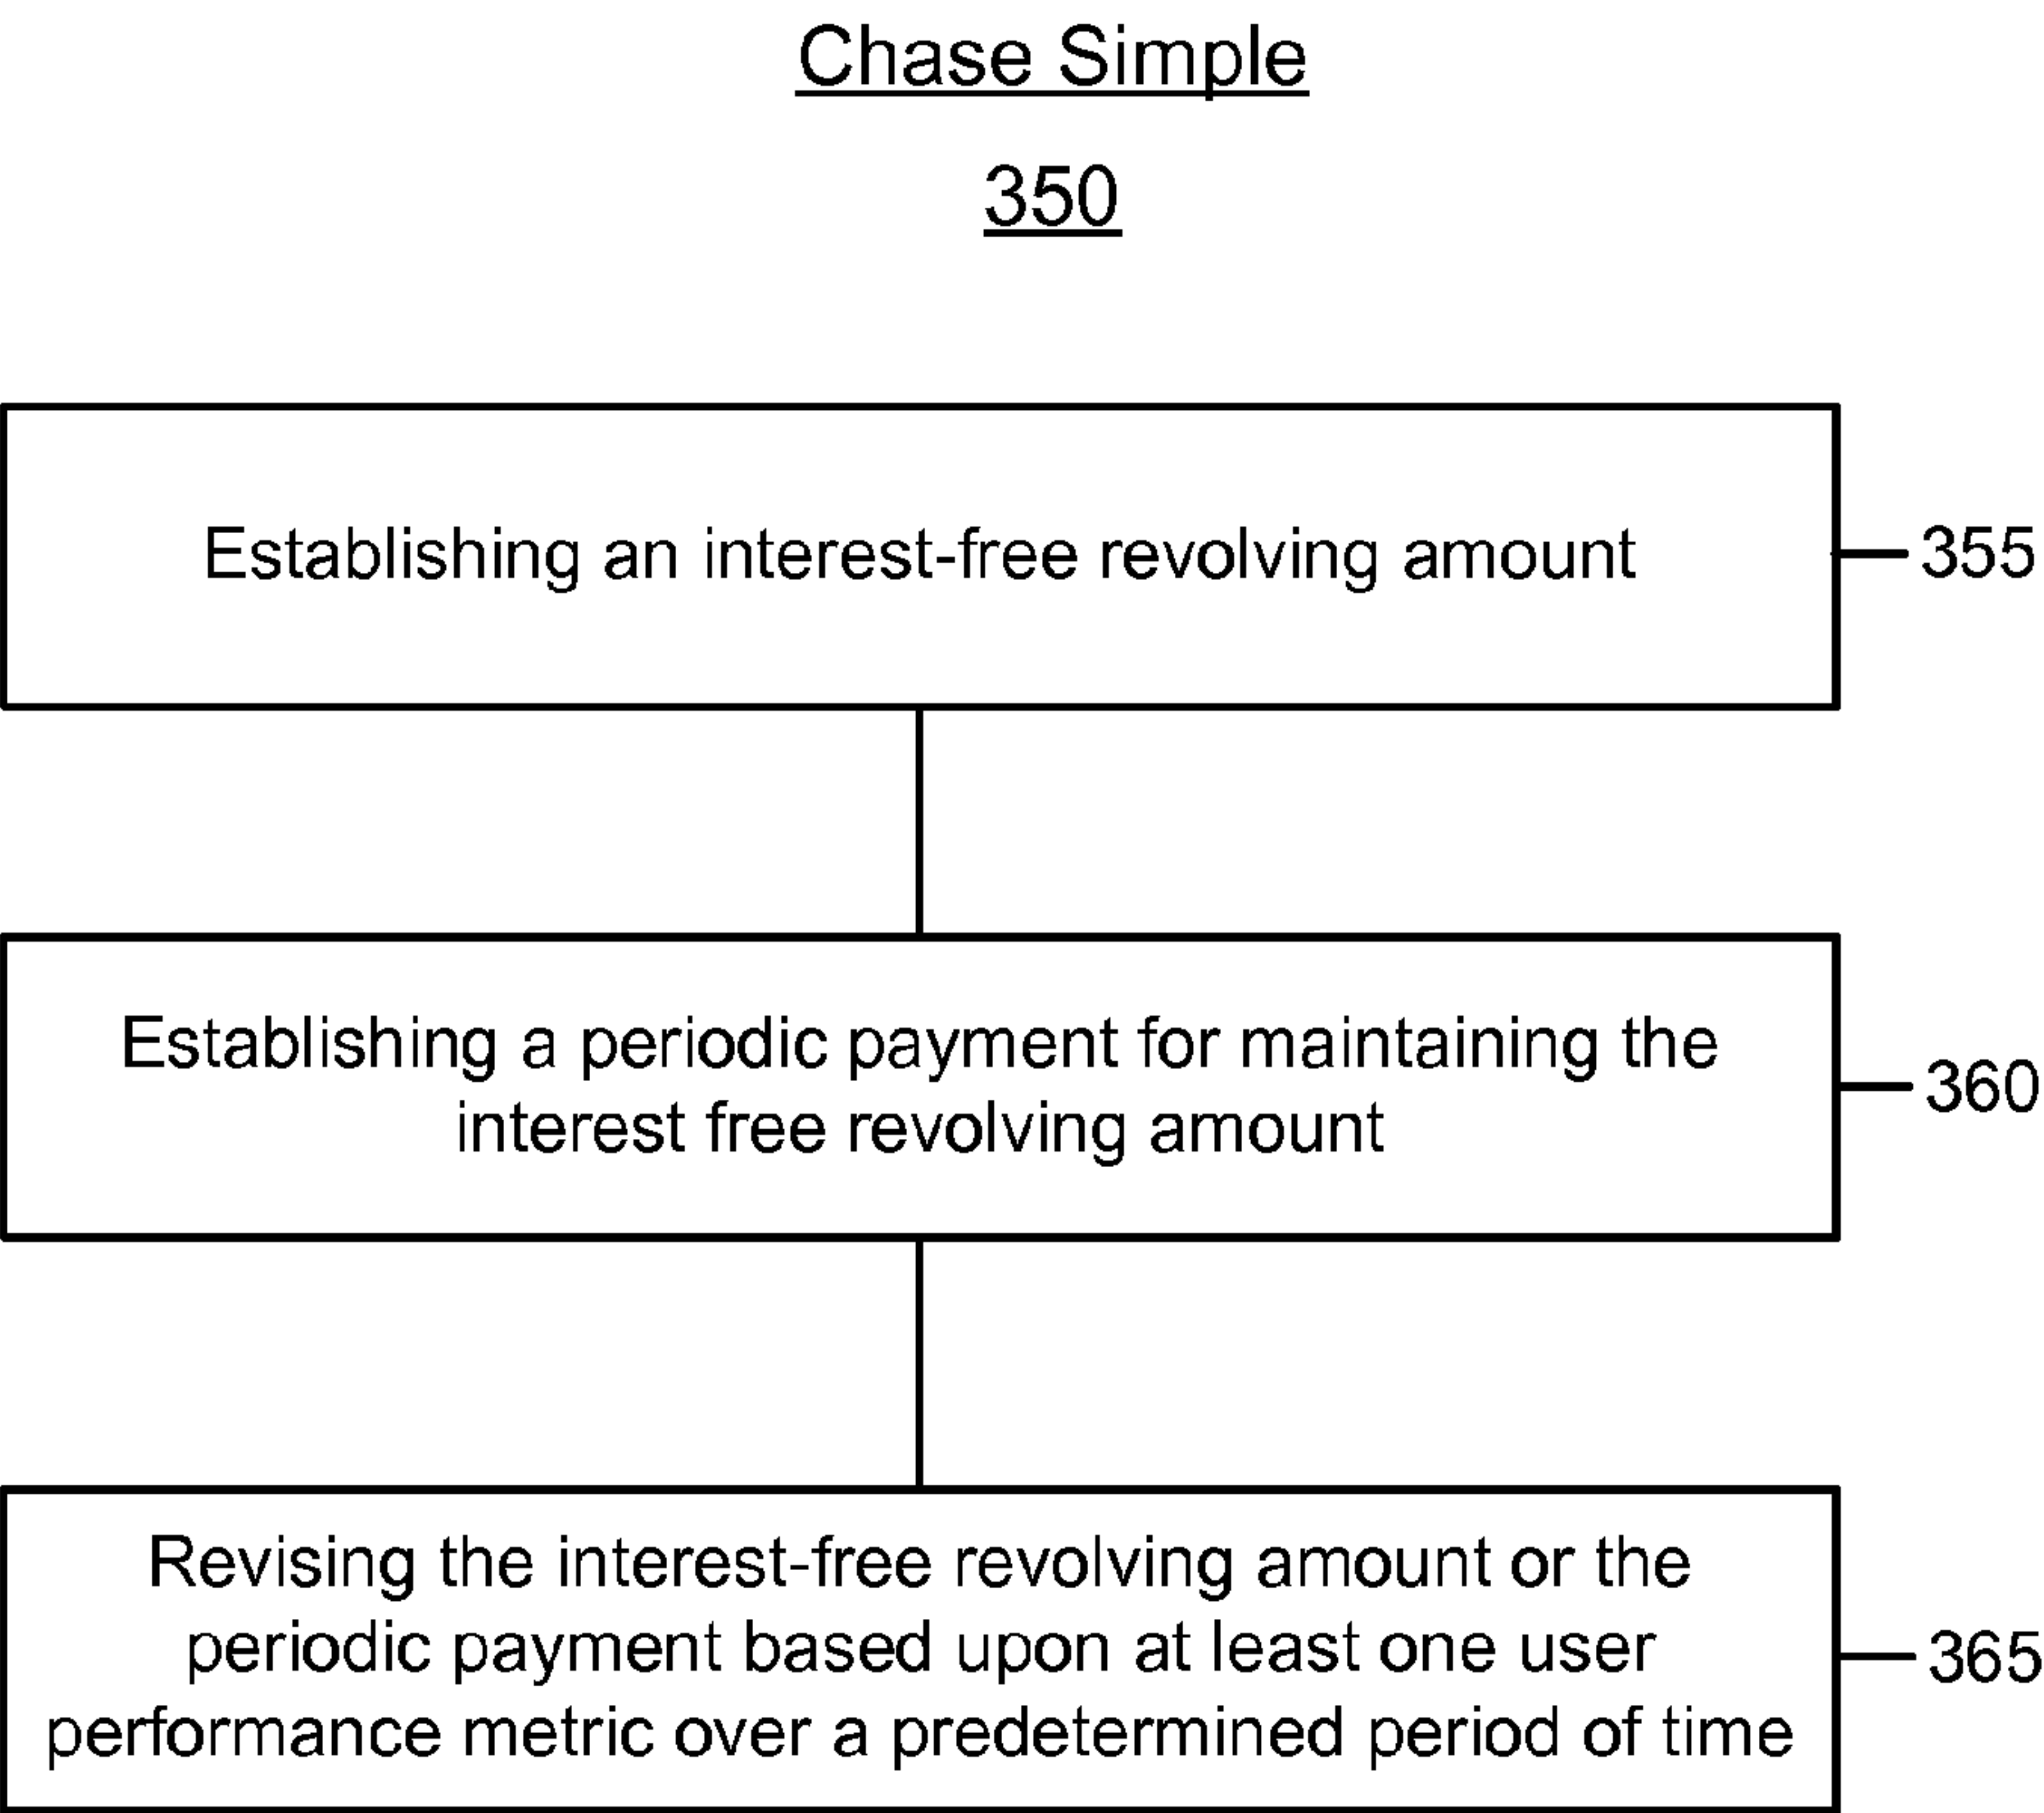 Chase Simple
350
Establishing an interest-free revolving amount
355
Establishing a periodic payment for maintaining the
interest free revolving amount
360
Revising the interest-free revolving amount or the
periodic payment based upon at least one user
performance metric over a predetermined period of time
365